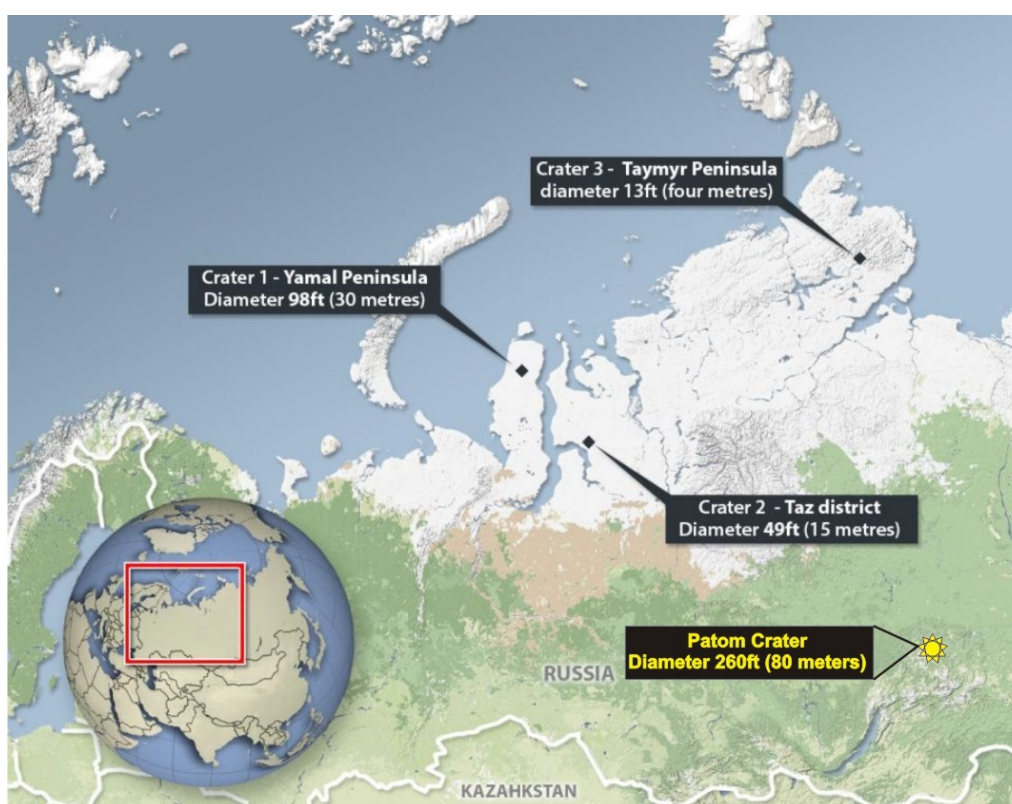 Crater 3 - Taymyr Peninsula
diameter 13ft (four metres)
Crater 1 - Yamal Peninsula
Diameter 98ft (30 metres)
Crater 2 - Taz district
Diameter 49ft (15 metres)
Patom Crater
Diameter 260ft (80 meters)
RUSSIA
KAZAKHSTAN